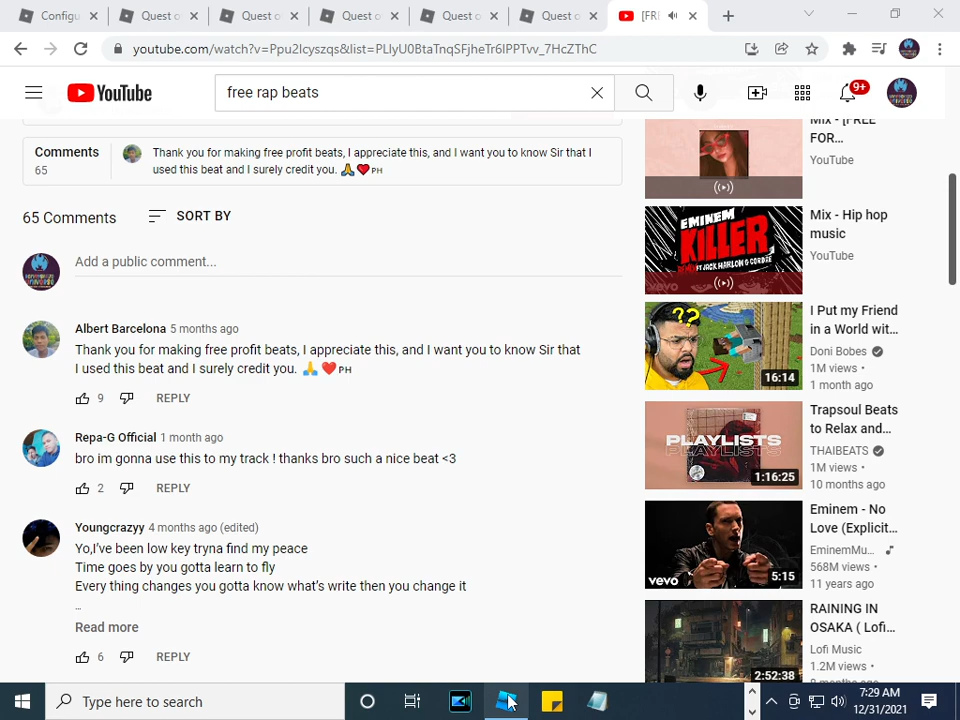 Configu
Quest o
Quest o
Quest o
Quest o
Quest o
[FRE
youtube.com/watch?v=Ppu2Icyszqs&list=PLIyU0BtaTnqSFjheTr6IPPTvv_7HcZThC
YouTube
free rap beats
9+
Comments
65
Thank you for making free profit beats, I appreciate this, and I want you to know Sir that I
used this beat and I surely credit you. 🙏❤️PH
65 Comments
SORT BY
Add a public comment...
Albert Barcelona 5 months ago
Thank you for making free profit beats, I appreciate this, and I want you to know Sir that
I used this beat and I surely credit you. 🙏❤️PH
9
REPLY
Repa-G Official 1 month ago
bro im gonna use this to my track ! thanks bro such a nice beat <3
2
REPLY
Youngcrazyy 4 months ago (edited)
Yo,I've been low key tryna find my peace
Time goes by you gotta learn to fly
Every thing changes you gotta know what's write then you change it
...
Read more
6
REPLY
Mix - [FREE
FOR...
YouTube
EMINEM
KILLER
FT JACK HARLOW & CORDAE
vevo
Mix - Hip hop
music
YouTube
??
16:14
I Put my Friend
in a World wit...
Doni Bobes
1M views •
1 month ago
PLAYLISTS
PLAYLISTS
1:16:25
Trapsoul Beats
to Relax and...
THAIBEATS
1M views •
10 months ago
vevo
5:15
Eminem - No
Love (Explicit...
EminemMu...
568M views •
11 years ago
2:52:38
RAINING IN
OSAKA ( Lofi...
Lofi Music
1.2M views •
Type here to search
7:29 AM
12/31/2021